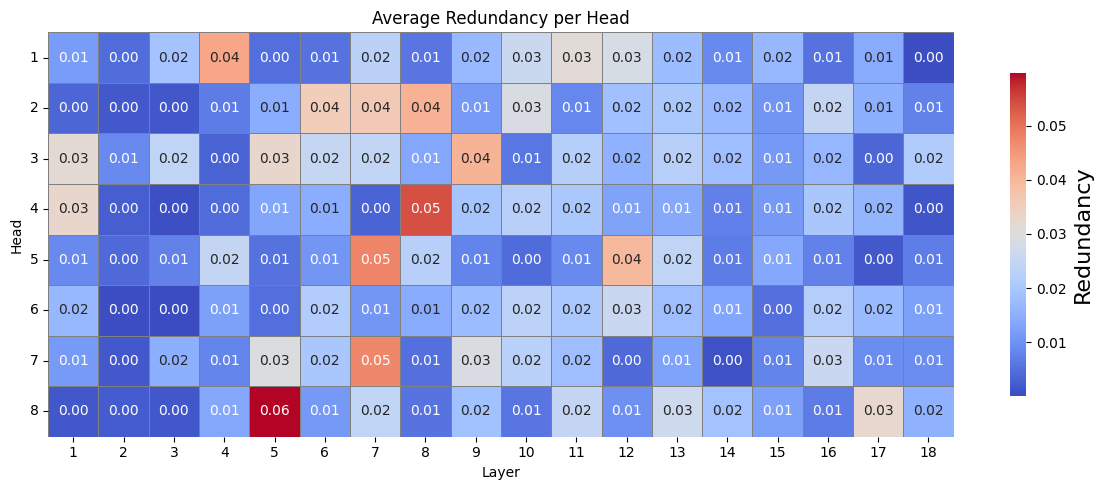 Average Redundancy per Head
1 0.01 0.00 0.02 0.04 0.00 0.01 0.02 0.01 0.02 0.03 0.03 0.03 0.02 0.01 0.02 0.01 0.01 0.00
2 0.00 0.00 0.00 0.01 0.01 0.04 0.04 0.04 0.01 0.03 0.01 0.02 0.02 0.02 0.01 0.02 0.01 0.01
3 0.03 0.01 0.02 0.00 0.03 0.02 0.02 0.01 0.04 0.01 0.02 0.02 0.02 0.02 0.01 0.02 0.00 0.02
4 0.03 0.00 0.00 0.00 0.01 0.01 0.00 0.05 0.02 0.02 0.02 0.01 0.01 0.01 0.01 0.02 0.02 0.00
5 0.01 0.00 0.01 0.02 0.01 0.01 0.05 0.02 0.01 0.00 0.01 0.04 0.02 0.01 0.01 0.01 0.00 0.01
6 0.02 0.00 0.00 0.01 0.00 0.02 0.01 0.01 0.02 0.02 0.02 0.03 0.02 0.01 0.00 0.02 0.02 0.01
7 0.01 0.00 0.02 0.01 0.03 0.02 0.05 0.01 0.03 0.02 0.02 0.00 0.01 0.00 0.01 0.03 0.01 0.01
8 0.00 0.00 0.00 0.01 0.06 0.01 0.02 0.01 0.02 0.01 0.02 0.01 0.03 0.02 0.01 0.01 0.03 0.02
1 2 3 4 5 6 7 8 9 10 11 12 13 14 15 16 17 18
Layer
Head
0.05
0.04
0.03
0.02
0.01
Redundancy